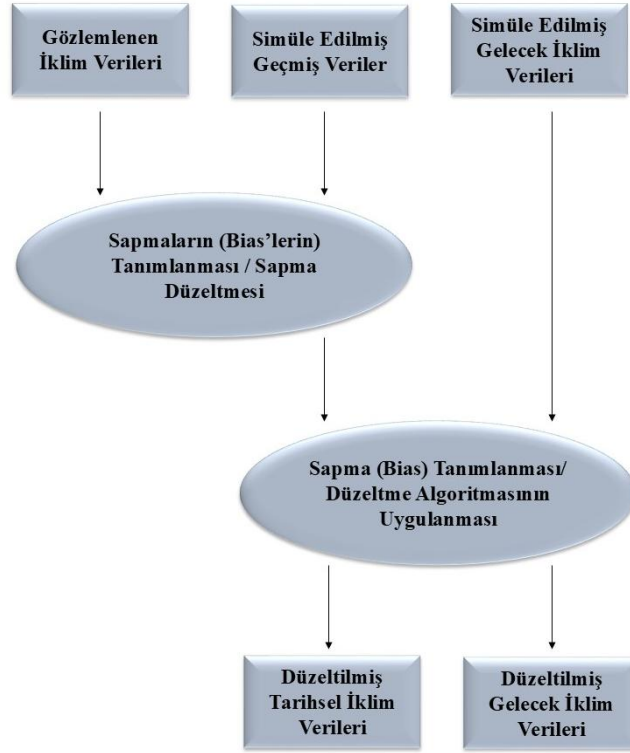 Gözlemlenen
İklim Verileri
Simüle Edilmiş
Geçmiş Veriler
Simüle Edilmiş
Gelecek İklim
Verileri
Sapmaların (Bias’lerin)
Tanımlanması / Sapma
Düzeltmesi
Sapma (Bias) Tanımlanması/
Düzeltme Algoritmasının
Uygulanması
Düzeltilmiş
Tarihsel İklim
Verileri
Düzeltilmiş
Gelecek İklim
Verileri